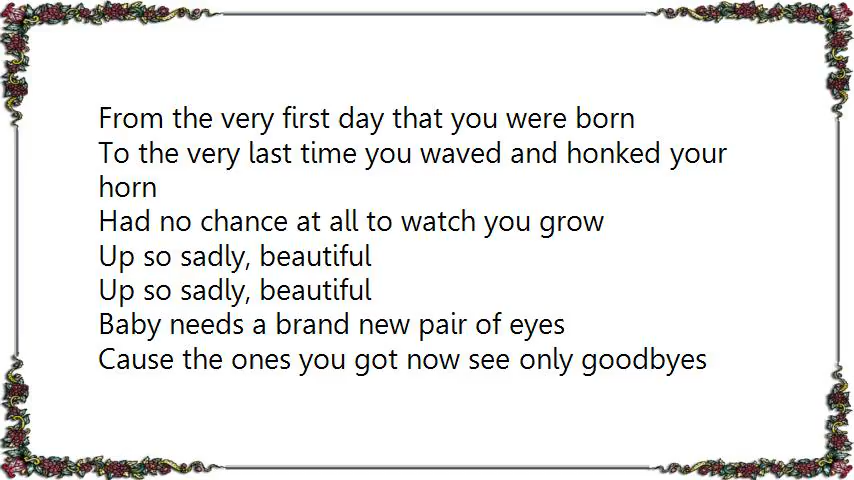 From the very first day that you were born
To the very last time you waved and honked your
horn
Had no chance at all to watch you grow
Up so sadly, beautiful
Up so sadly, beautiful
Baby needs a brand new pair of eyes
Cause the ones you got now see only goodbyes